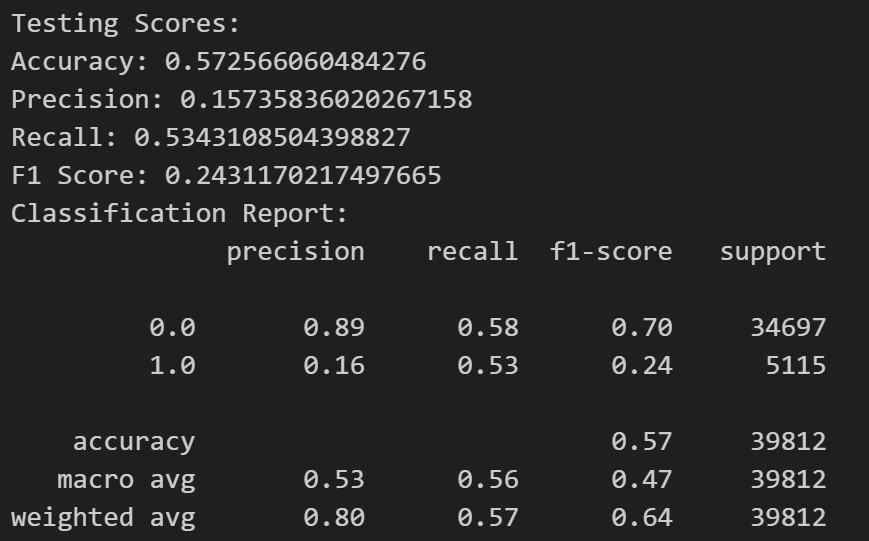 Testing Scores:
Accuracy: 0.572566060484276
Precision: 0.15735836020267158
Recall: 0.5343108504398827
F1 Score: 0.2431170217497665
Classification Report:
precision recall f1-score support
0.0 0.89 0.58 0.70 34697
1.0 0.16 0.53 0.24 5115
accuracy 0.57 39812
macro avg 0.53 0.56 0.47 39812
weighted avg 0.80 0.57 0.64 39812